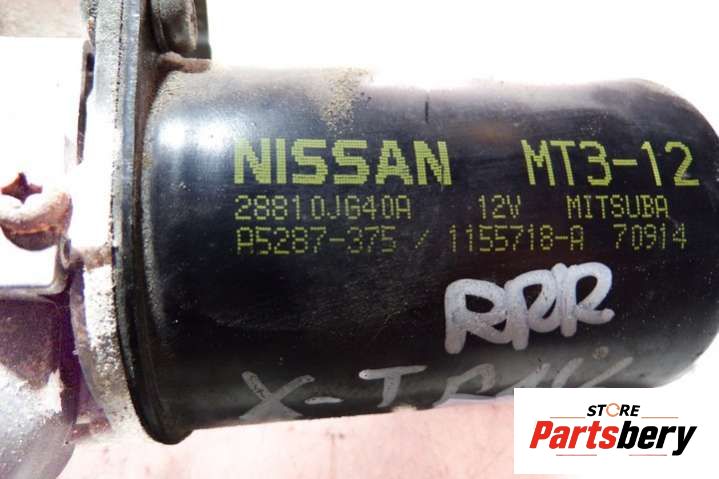 NISSAN MT3-12
28810JG40A 12V MITSUBA
A5287-375 / 1155718-A 70914
RRR
STORE
Partsbery